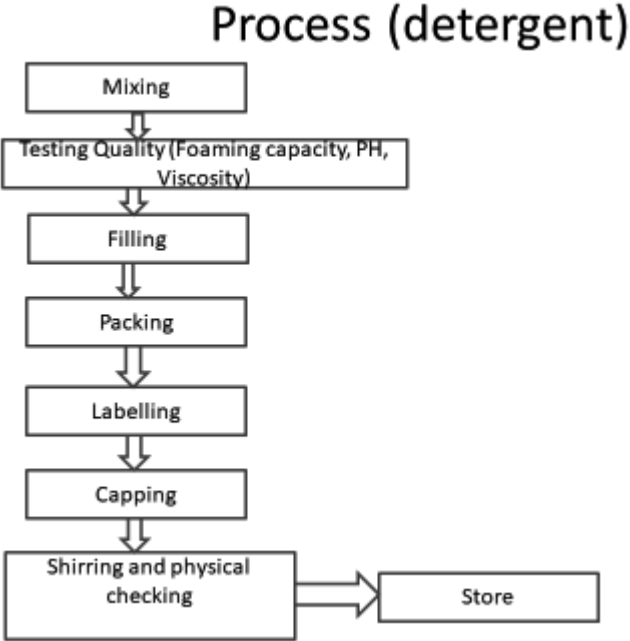 Process (detergent)
Mixing
Testing Quality (Foaming capacity, PH,
Viscosity)
Filling
Packing
Labelling
Capping
Shirring and physical
checking
Store